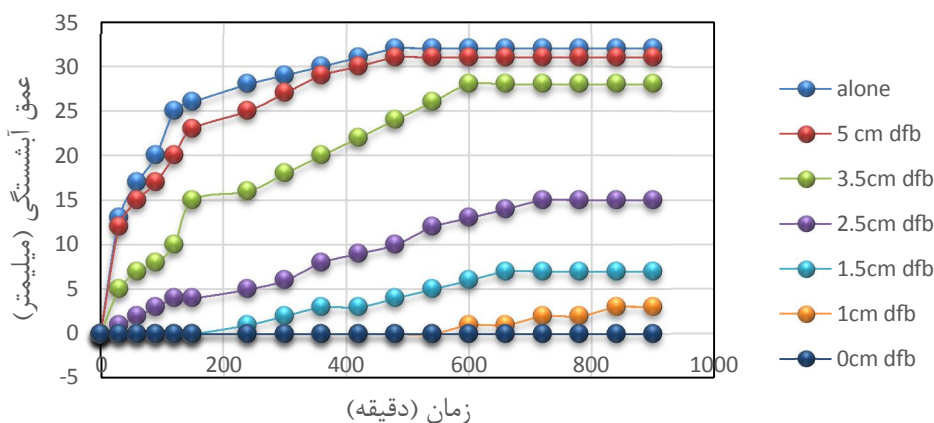 35
30
25
20
15
10
5
0
-5
عمق آبشستگی (میلیمتر)
0 200 400 600 800 1000
زمان (دقیقه)
alone
5 cm dfb
3.5cm dfb
2.5cm dfb
1.5cm dfb
1cm dfb
0cm dfb